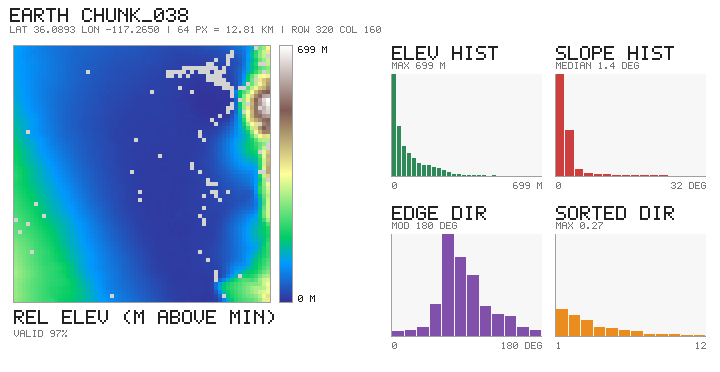 EARTH CHUNK_038
LAT 36.0893 LON -117.2650 | 64 PX = 12.81 KM | ROW 320 COL 160
699 M
0 M
REL ELEV (M ABOVE MIN)
VALID 97%
ELEV HIST
MAX 699 M
0 699 M
SLOPE HIST
MEDIAN 1.4 DEG
0 32 DEG
EDGE DIR
MOD 180 DEG
0 180 DEG
SORTED DIR
MAX 0.27
1 12